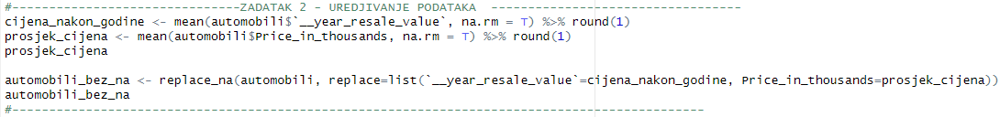 #-------------------------------ZADATAK 2 - UREDJIVANJE PODATAKA  ----------------------------------
cijena_nakon_godine <- mean(automobili$`__year_resale_value`, na.rm = T) %>% round(1)
prosjek_cijena <- mean(automobili$Price_in_thousands, na.rm = T) %>% round(1)
prosjek_cijena
automobili_bez_na <- replace_na(automobili, replace=list(`__year_resale_value`=cijena_nakon_godine, Price_in_thousands=prosjek_cijena))
automobili_bez_na
#--------------------------------------------------------------------------------------------